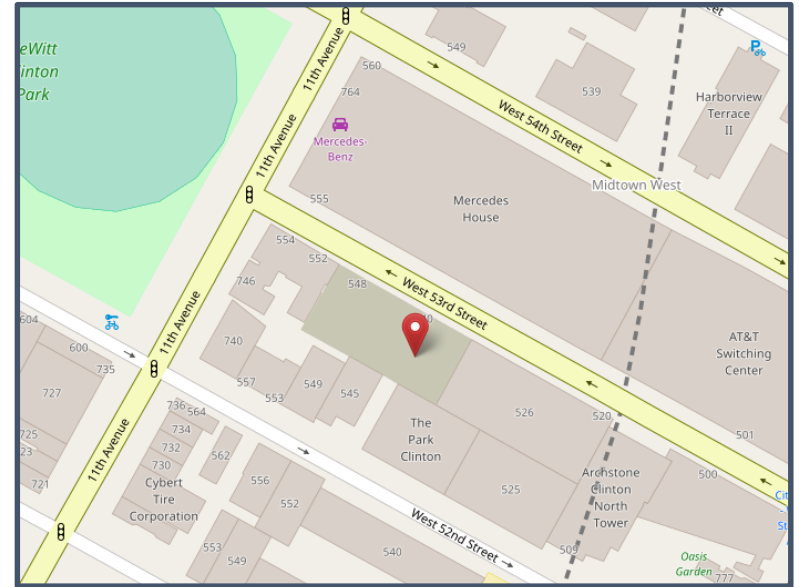 Street
549
560
764
eWitt
linton
Park
11th Avenue
Mercedes-
Benz
539
Harborview
Terrace
II
West 54th Street
Midtown West
555
Mercedes
House
11th Avenue
554
552
548
746
West 53rd Street
604
600
735
11th Avenue
740
557
553
549
545
AT&T
Switching
Center
727
725
721
736
564
734
732
730
562
Cybert
Tire
Corporation
556
552
The
Park
Clinton
526
520
501
525
Archstone
Clinton
North
Tower
500
11th Avenue
West 52nd Street
553
549
540
509
Oasis
Garden
777